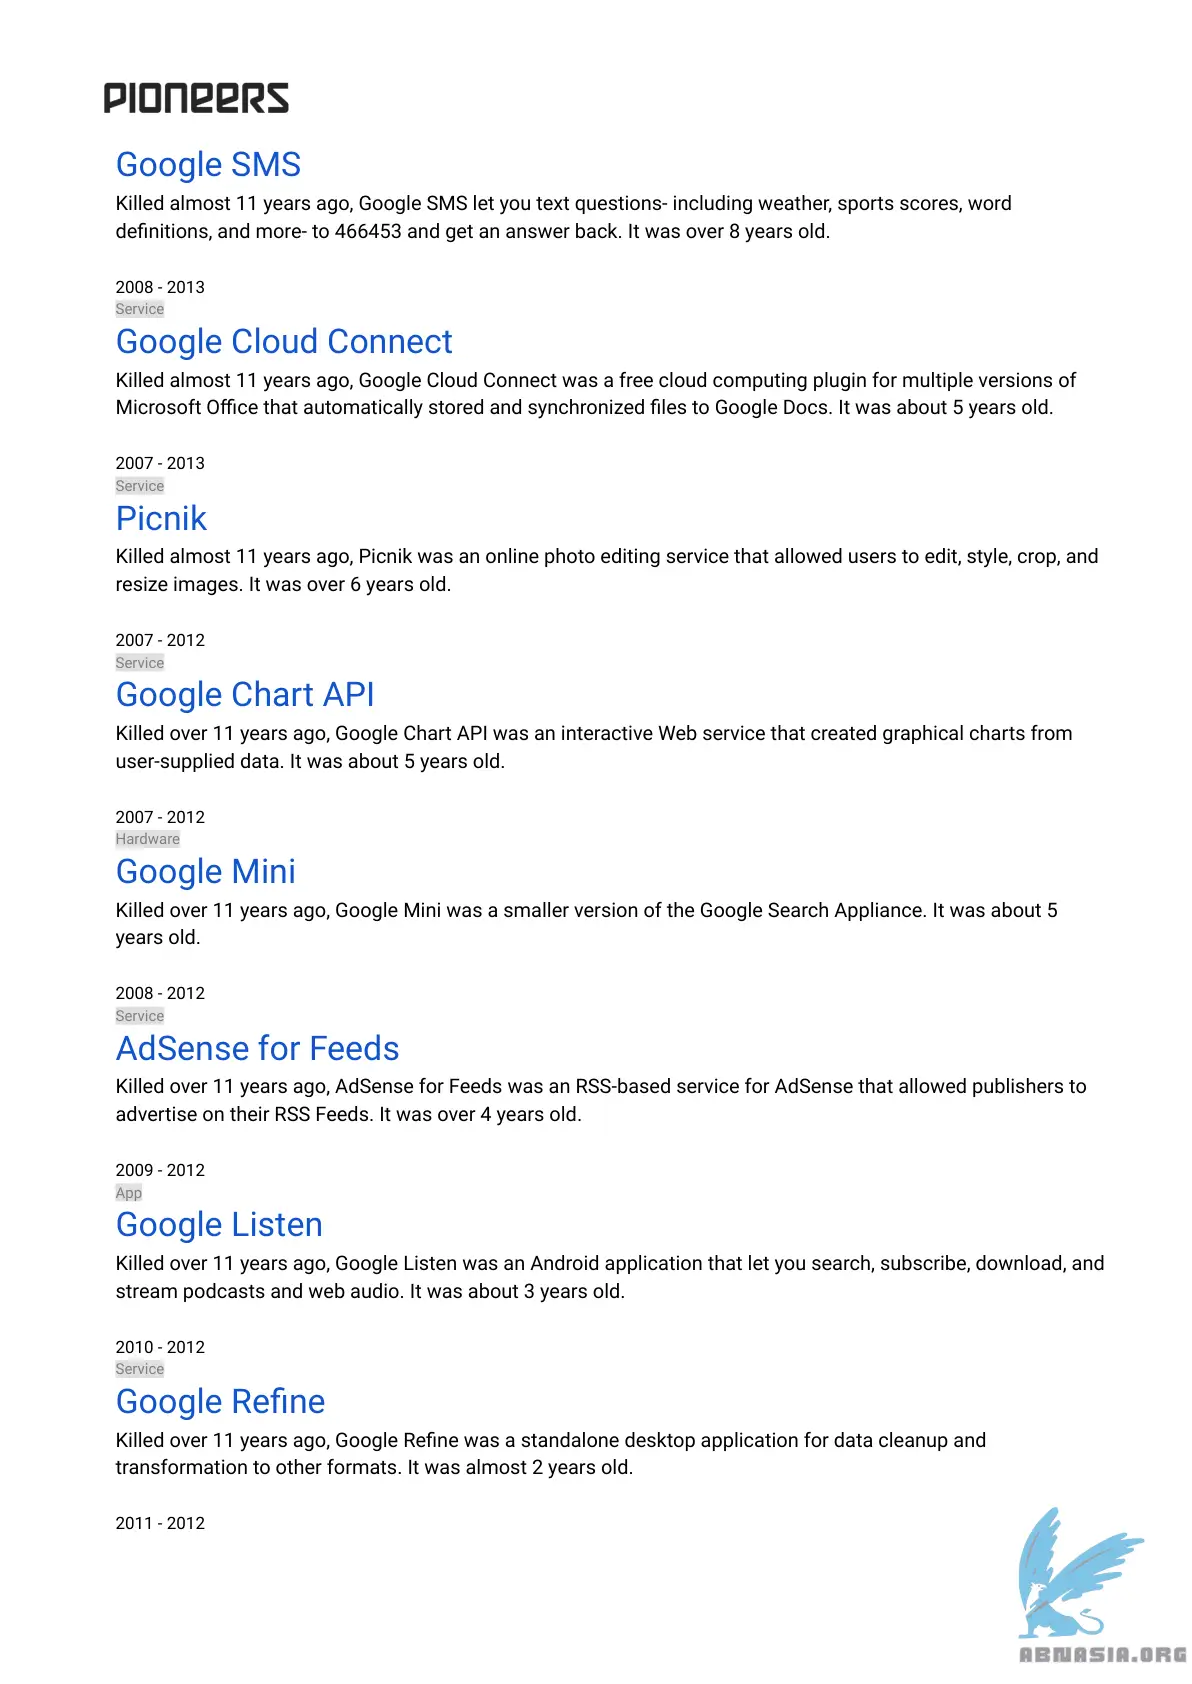 PIONEERS
Google SMS
Killed almost 11 years ago, Google SMS let you text questions- including weather, sports scores, word
definitions, and more- to 466453 and get an answer back. It was over 8 years old.
2008 - 2013
Service
Google Cloud Connect
Killed almost 11 years ago, Google Cloud Connect was a free cloud computing plugin for multiple versions of
Microsoft Office that automatically stored and synchronized files to Google Docs. It was about 5 years old.
2007 - 2013
Service
Picnik
Killed almost 11 years ago, Picnik was an online photo editing service that allowed users to edit, style, crop, and
resize images. It was over 6 years old.
2007 - 2012
Service
Google Chart API
Killed over 11 years ago, Google Chart API was an interactive Web service that created graphical charts from
user-supplied data. It was about 5 years old.
2007 - 2012
Hardware
Google Mini
Killed over 11 years ago, Google Mini was a smaller version of the Google Search Appliance. It was about 5
years old.
2008 - 2012
Service
AdSense for Feeds
Killed over 11 years ago, AdSense for Feeds was an RSS-based service for AdSense that allowed publishers to
advertise on their RSS Feeds. It was over 4 years old.
2009 - 2012
App
Google Listen
Killed over 11 years ago, Google Listen was an Android application that let you search, subscribe, download, and
stream podcasts and web audio. It was about 3 years old.
2010 - 2012
Service
Google Refine
Killed over 11 years ago, Google Refine was a standalone desktop application for data cleanup and
transformation to other formats. It was almost 2 years old.
2011 - 2012
ABNASIA.ORG